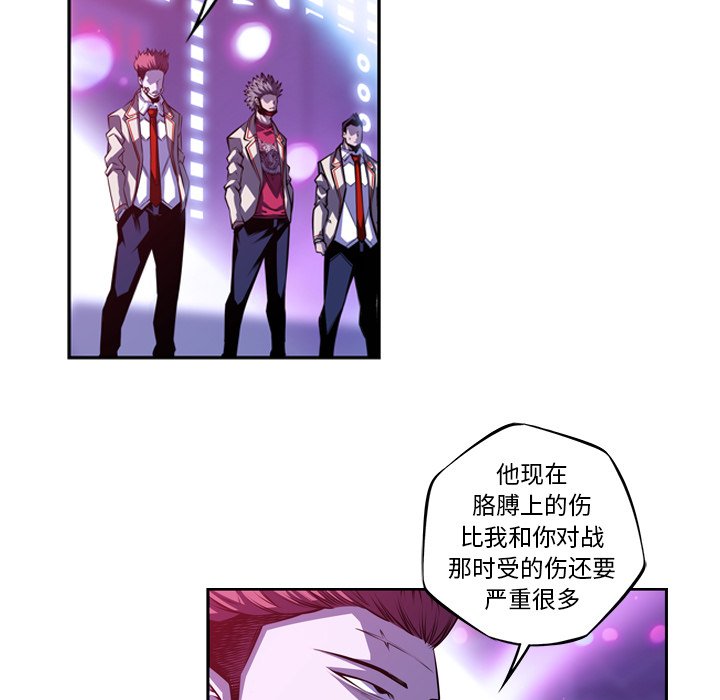 他现在
胳膊上的伤
比我和你对战
那时受的伤还要
严重很多